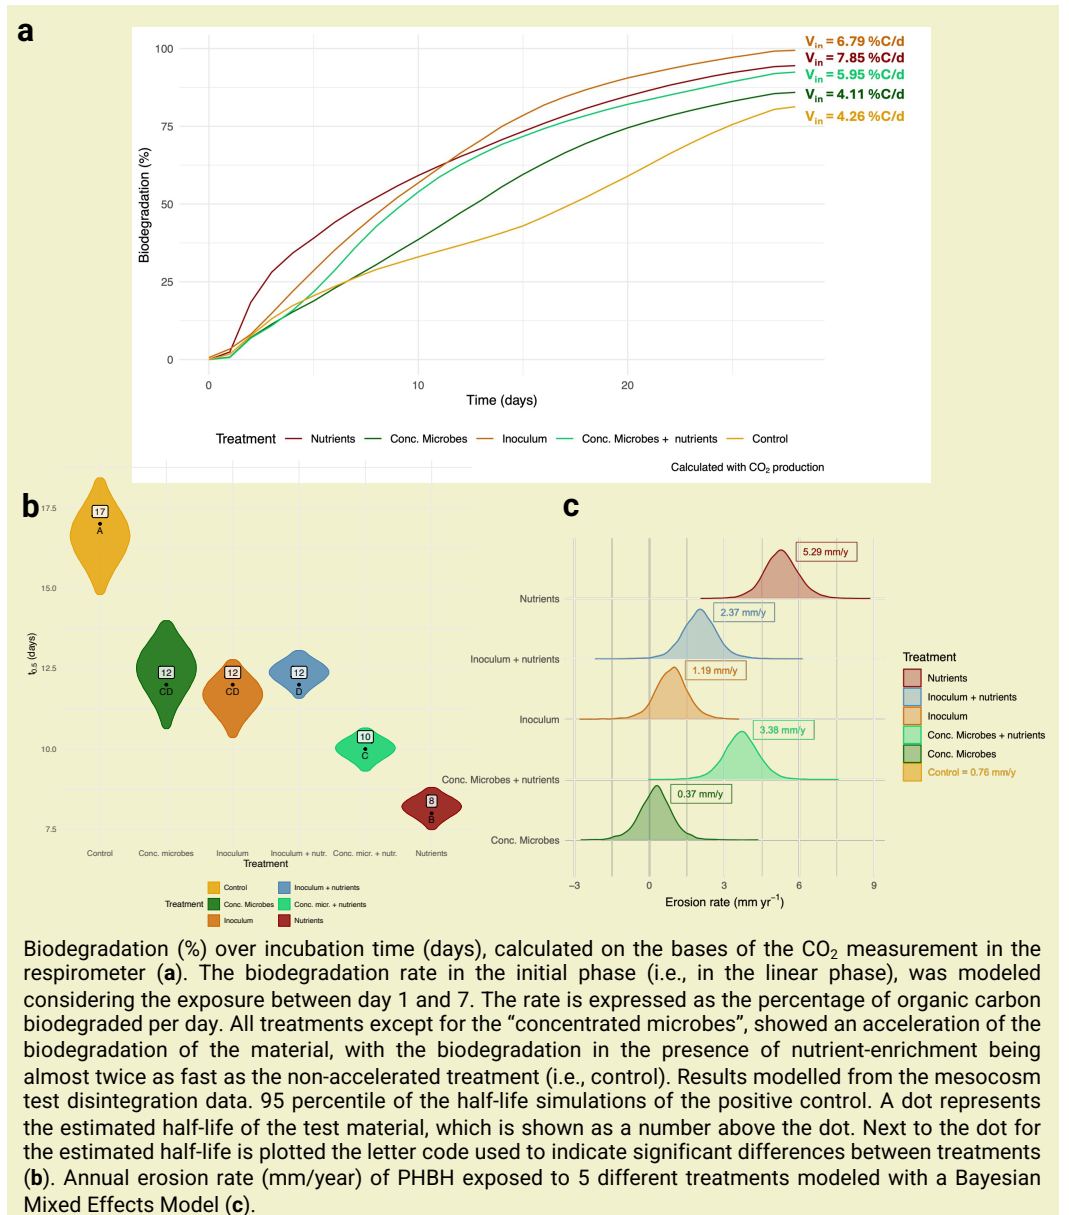 a
V_in = 6.79 %C/d
V_in = 7.85 %C/d
V_in = 5.95 %C/d
V_in = 4.11 %C/d
V_in = 4.26 %C/d
100
75
50
25
0
Biodegradation (%)
0 10 20
Time (days)
Treatment Nutrients Conc. Microbes Inoculum Conc. Microbes + nutrients Control
Calculated with CO₂ production
b
17.5
15.0
12.5
10.0
7.5
t₀.₅ (days)
17
A
12
CD
12
CD
12
D
10
C
8
B
Control Conc. microbes Inoculum Inoculum + nutr. Conc. micr. + nutr. Nutrients
Treatment
Treatment
Control
Conc. Microbes
Inoculum
Inoculum + nutrients
Conc. micr. + nutrients
Nutrients
c
Nutrients
5.29 mm/y
Inoculum + nutrients
2.37 mm/y
Inoculum
1.19 mm/y
Conc. Microbes + nutrients
3.38 mm/y
Conc. Microbes
0.37 mm/y
−3 0 3 6 9
Erosion rate (mm yr⁻¹)
Treatment
Nutrients
Inoculum + nutrients
Inoculum
Conc. Microbes + nutrients
Conc. Microbes
Control = 0.76 mm/y
Biodegradation (%) over incubation time (days), calculated on the bases of the CO₂ measurement in the
respirometer (a). The biodegradation rate in the initial phase (i.e., in the linear phase), was modeled
considering the exposure between day 1 and 7. The rate is expressed as the percentage of organic carbon
biodegraded per day. All treatments except for the “concentrated microbes”, showed an acceleration of the
biodegradation of the material, with the biodegradation in the presence of nutrient-enrichment being
almost twice as fast as the non-accelerated treatment (i.e., control). Results modelled from the mesocosm
test disintegration data. 95 percentile of the half-life simulations of the positive control. A dot represents
the estimated half-life of the test material, which is shown as a number above the dot. Next to the dot for
the estimated half-life is plotted the letter code used to indicate significant differences between treatments
(b). Annual erosion rate (mm/year) of PHBH exposed to 5 different treatments modeled with a Bayesian
Mixed Effects Model (c).